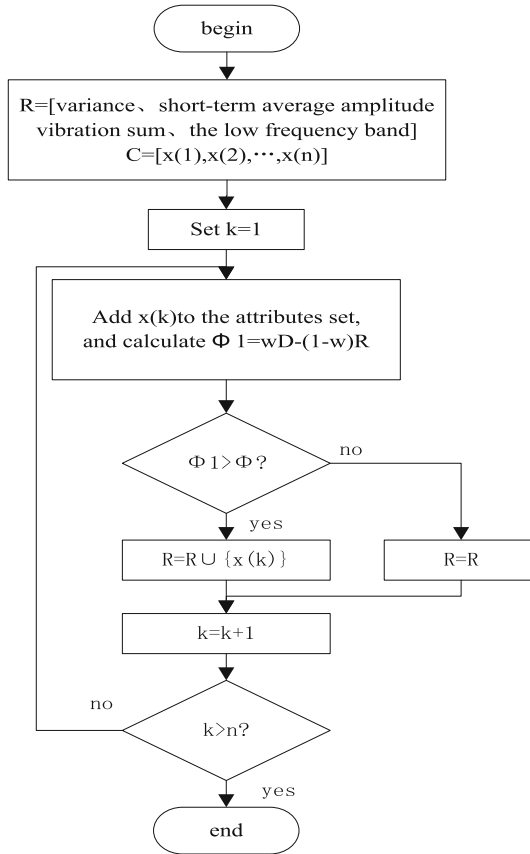 begin
R=[variance、short-term average amplitude
vibration sum、the low frequency band]
C=[x(1),x(2),⋯,x(n)]
Set k=1
Add x(k)to the attributes set,
and calculate Φ 1=wD-(1-w)R
Φ1>Φ?
no
yes
R=R∪{x(k)}
R=R
k=k+1
no
k>n?
yes
end